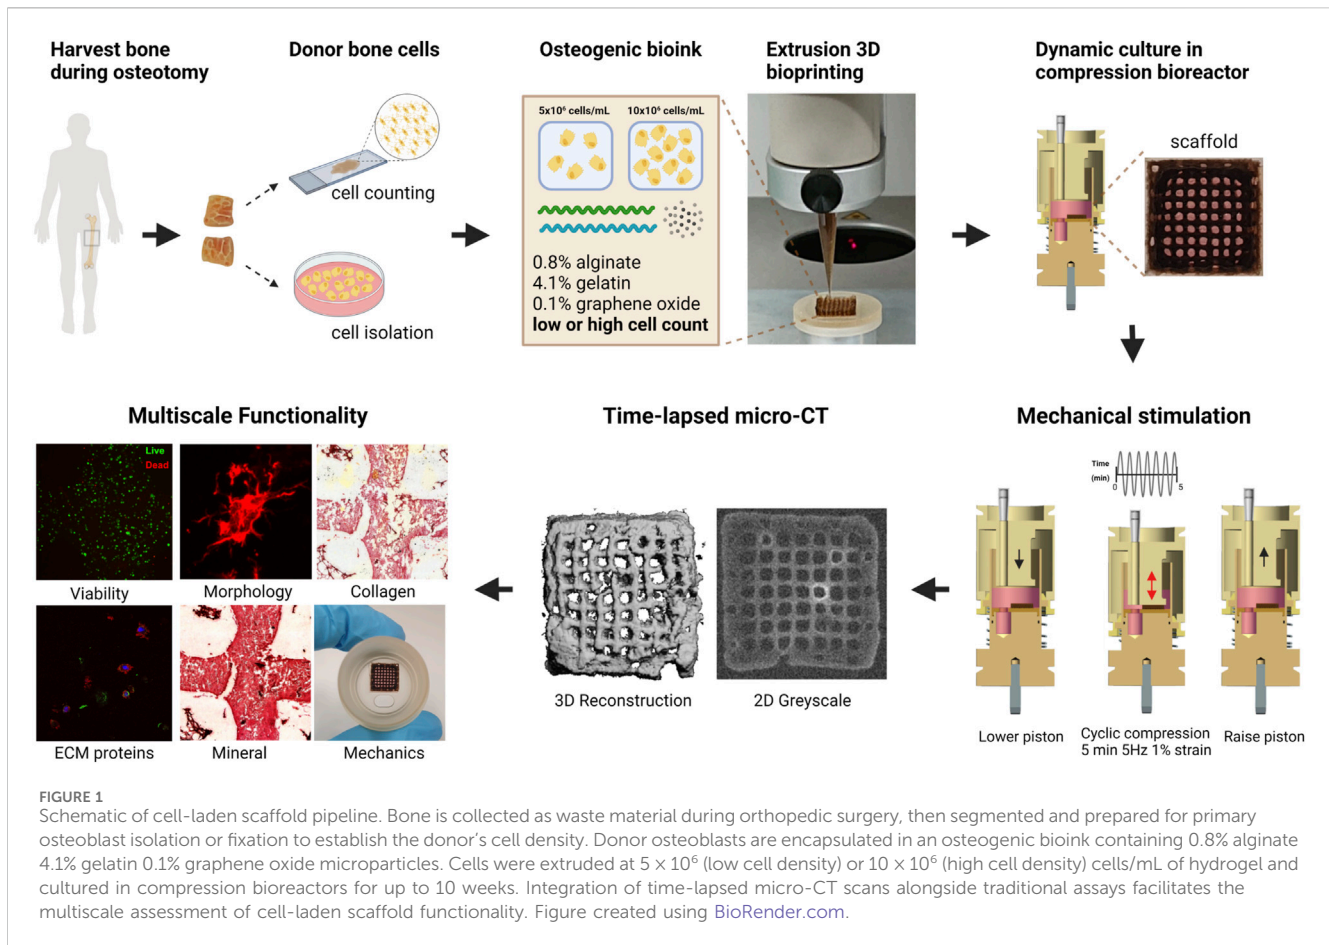 Harvest bone
during osteotomy
Donor bone cells
cell counting
cell isolation
Osteogenic bioink
5x10⁶ cells/mL
10x10⁶ cells/mL
0.8% alginate
4.1% gelatin
0.1% graphene oxide
low or high cell count
Extrusion 3D
bioprinting
Dynamic culture in
compression bioreactor
scaffold
Multiscale Functionality
Live
Dead
Viability
Morphology
Collagen
ECM proteins
Mineral
Mechanics
Time-lapsed micro-CT
3D Reconstruction
2D Greyscale
Mechanical stimulation
Time
(min)
0
5
Lower piston
Cyclic compression
5 min 5Hz 1% strain
Raise piston
FIGURE 1
Schematic of cell-laden scaffold pipeline. Bone is collected as waste material during orthopedic surgery, then segmented and prepared for primary
osteoblast isolation or fixation to establish the donor's cell density. Donor osteoblasts are encapsulated in an osteogenic bioink containing 0.8% alginate
4.1% gelatin 0.1% graphene oxide microparticles. Cells were extruded at 5 × 10⁶ (low cell density) or 10 × 10⁶ (high cell density) cells/mL of hydrogel and
cultured in compression bioreactors for up to 10 weeks. Integration of time-lapsed micro-CT scans alongside traditional assays facilitates the
multiscale assessment of cell-laden scaffold functionality. Figure created using BioRender.com.